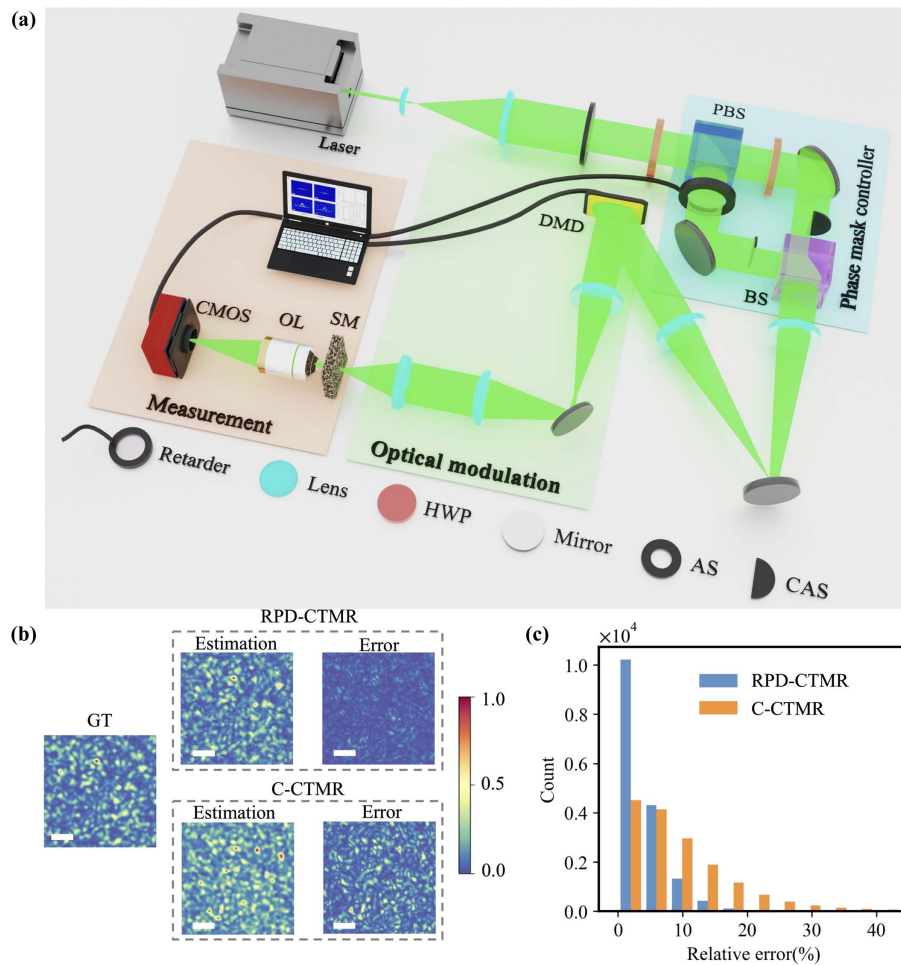 (a)
Laser
PBS
DMD
BS
Phase mask controller
CMOS
OL
SM
Measurement
Optical modulation
Retarder
Lens
HWP
Mirror
AS
CAS
(b)
RPD-CTMR
Estimation
Error
GT
C-CTMR
Estimation
Error
1.0
0.5
0.0
(c)
×10⁴
1.0
0.8
0.6
0.4
0.2
0.0
Count
RPD-CTMR
C-CTMR
0 10 20 30 40
Relative error(%)